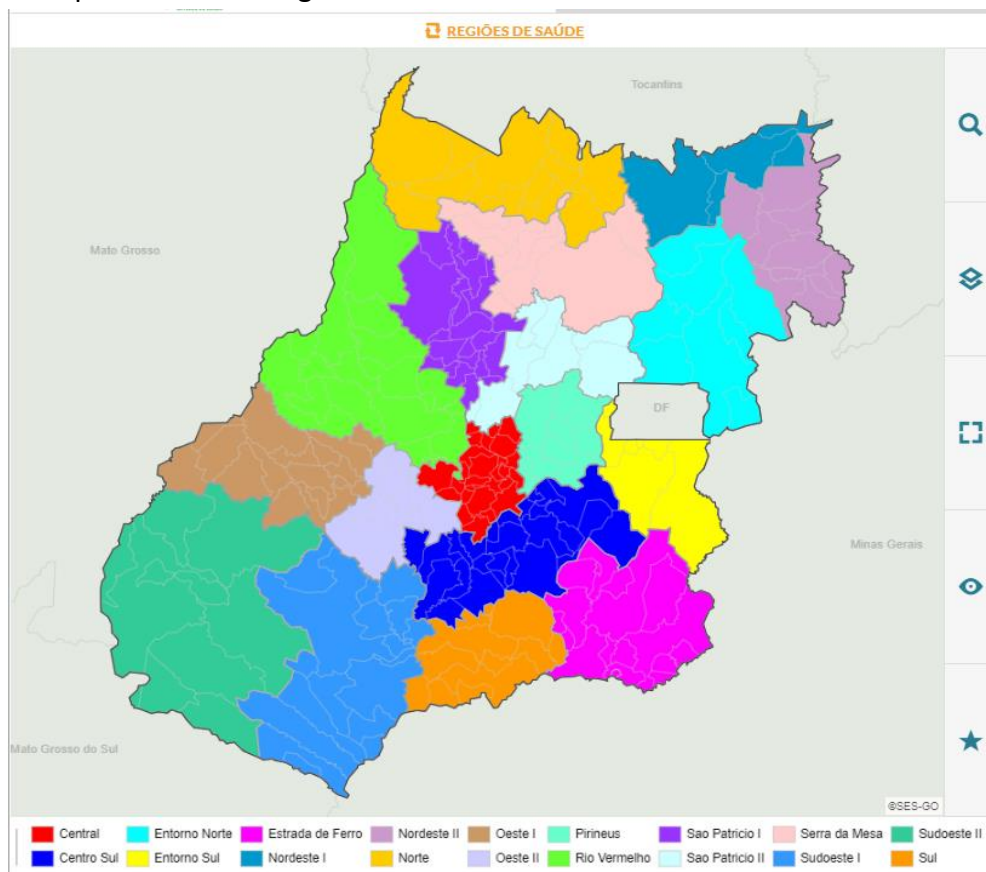 REGIÕES DE SAÚDE
Tocantins
Mato Grosso
DF
Minas Gerais
Mato Grosso do Sul
©SES-GO
Central Entorno Norte Estrada de Ferro Nordeste II Oeste I Pirineus Sao Patricio I Serra da Mesa Sudoeste II
Centro Sul Entorno Sul Nordeste I Norte Oeste II Rio Vermelho Sao Patricio II Sudoeste I Sul